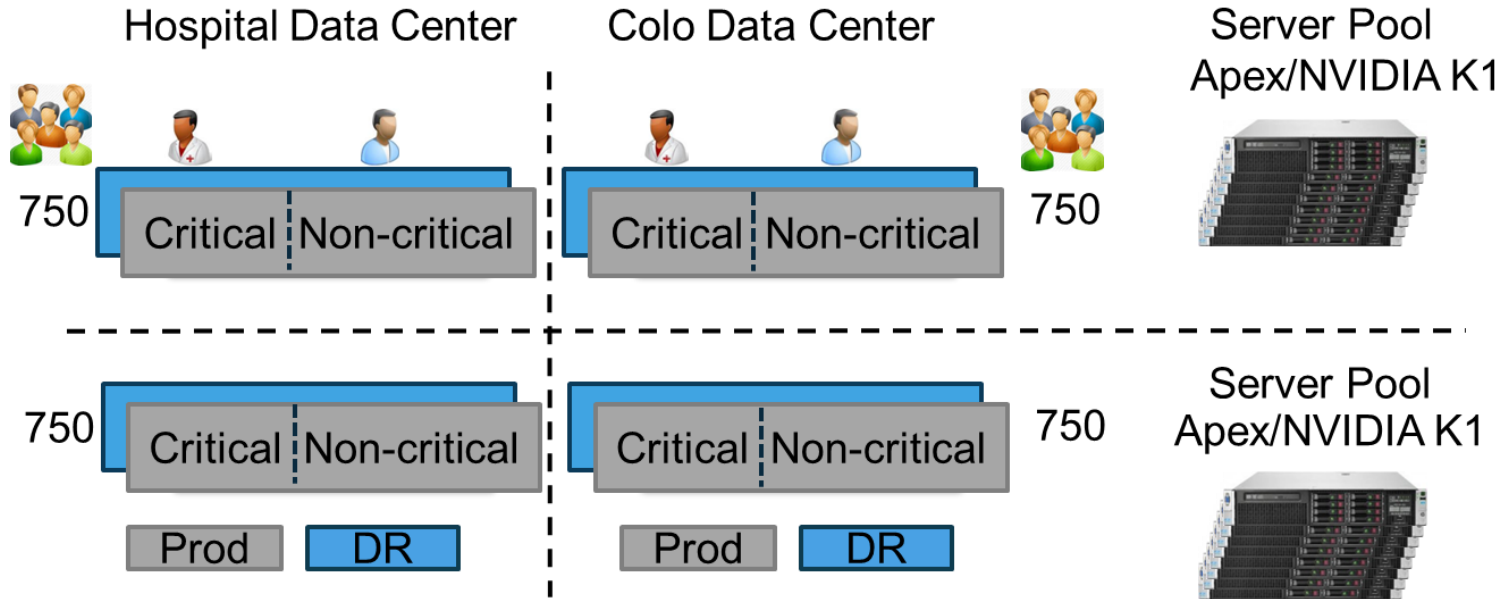 Hospital Data Center
Colo Data Center
Server Pool
Apex/NVIDIA K1
750
Critical
Non-critical
Critical
Non-critical
750
750
Critical
Non-critical
Critical
Non-critical
750
Server Pool
Apex/NVIDIA K1
Prod
DR
Prod
DR